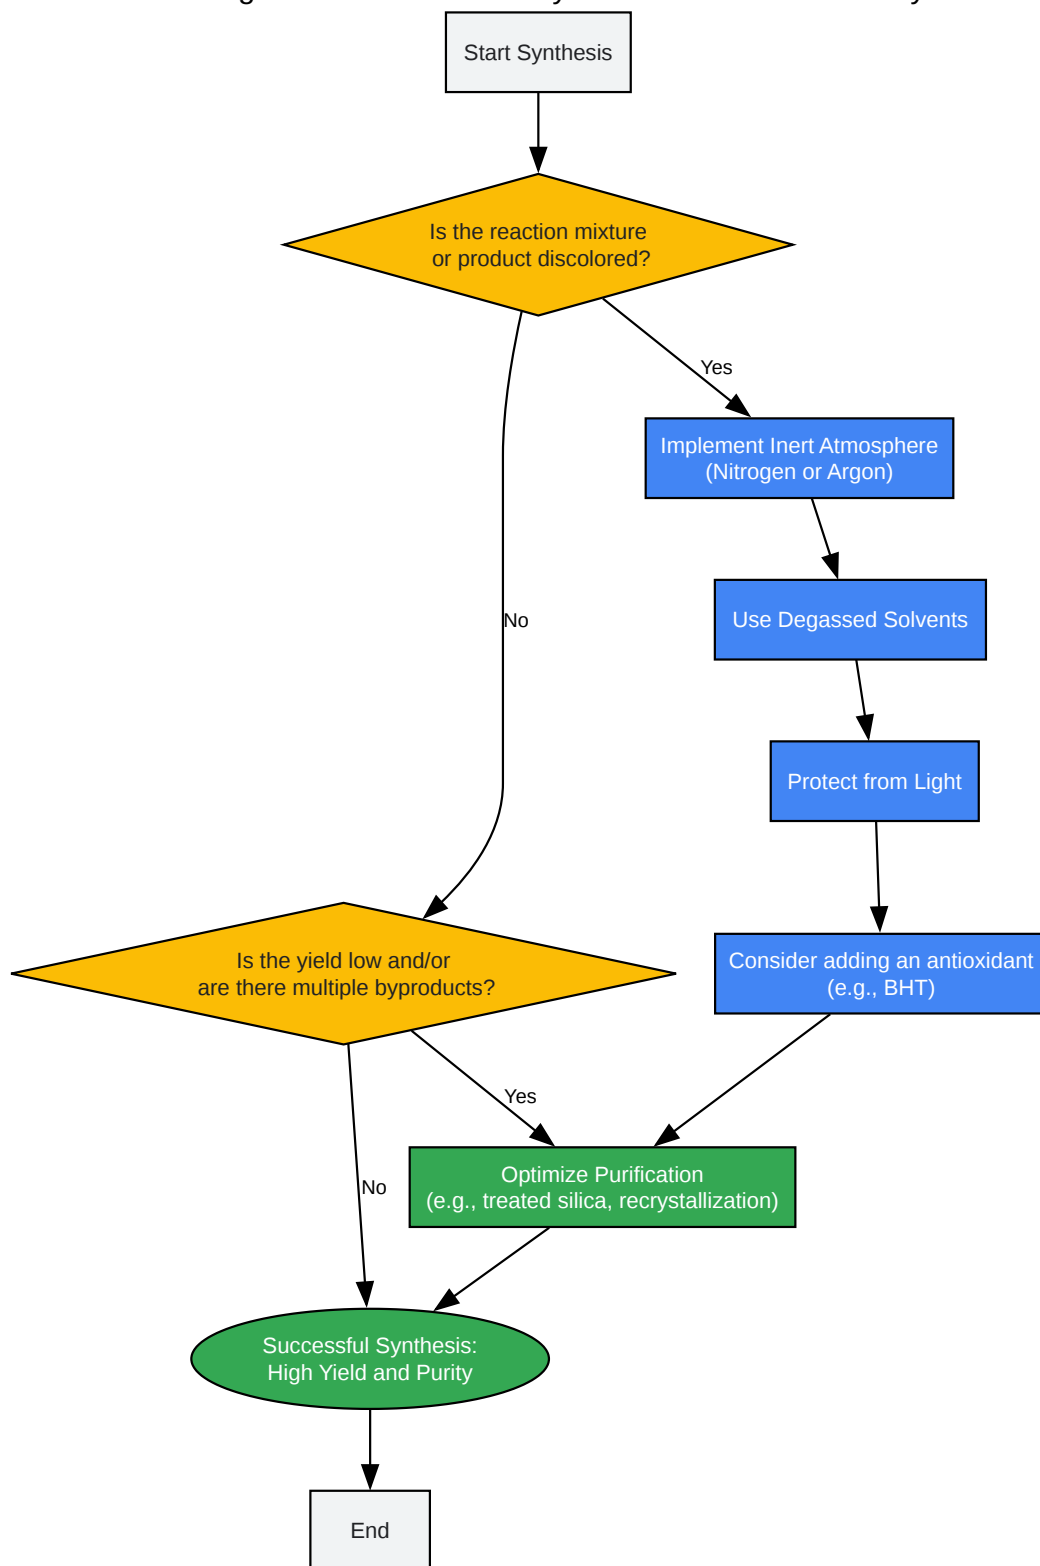 Start Synthesis
Is the reaction mixture
or product discolored?
Yes
Implement Inert Atmosphere
(Nitrogen or Argon)
No
Use Degassed Solvents
Protect from Light
Is the yield low and/or
are there multiple byproducts?
Consider adding an antioxidant
(e.g., BHT)
Yes
Optimize Purification
(e.g., treated silica, recrystallization)
No
Successful Synthesis:
High Yield and Purity
End